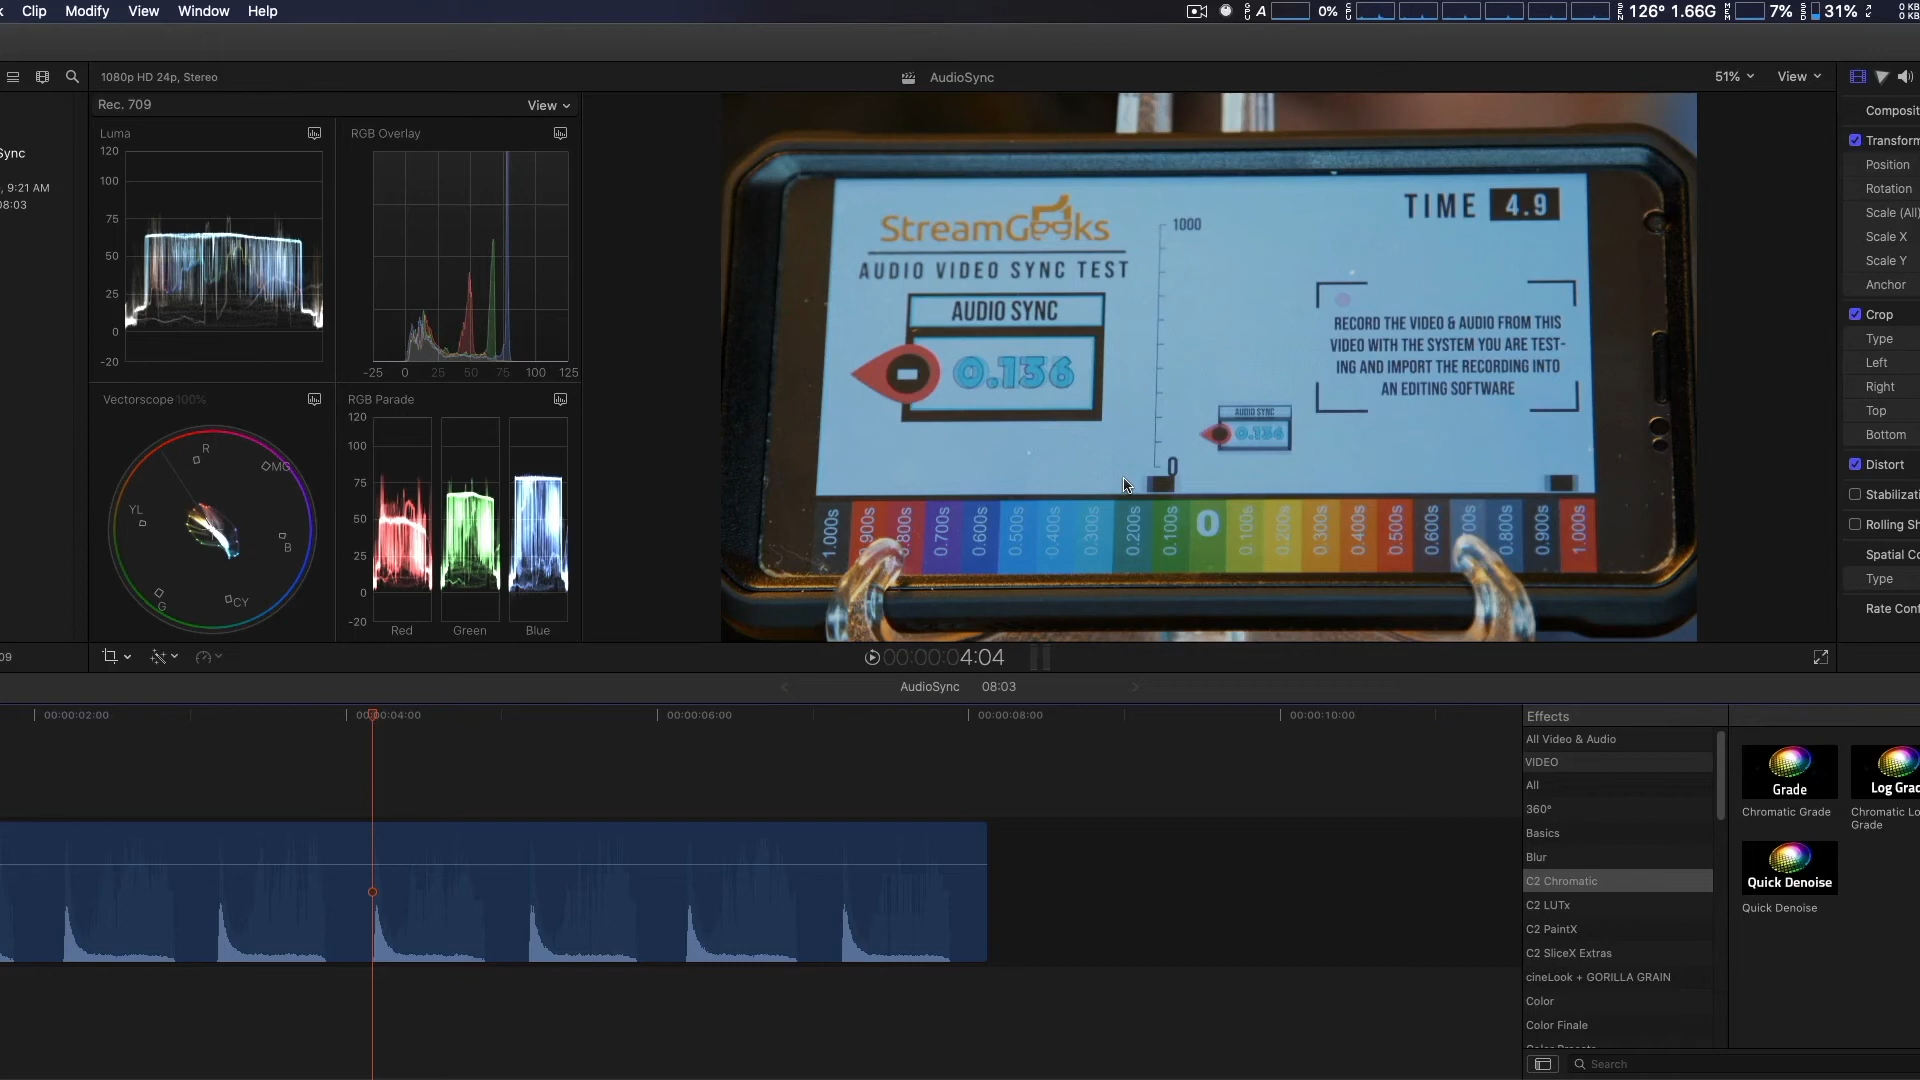 Clip Modify View Window Help
0% 126° 1.66G 7% 31% 0 KB
0 KB
1080p HD 24p, Stereo
AudioSync
51% View
Rec. 709
View
Sync
, 9:21 AM
08:03
Luma
120
100
75
50
25
0
-20
RGB Overlay
-25 0 25 50 75 100 125
Vectorscope 100%
R
MG
B
CY
G
YL
RGB Parade
120
100
75
50
25
0
-20
Red Green Blue
StreamGeeks
AUDIO VIDEO SYNC TEST
AUDIO SYNC
0.136
1000
0
AUDIO SYNC
0.136
TIME 4.9
RECORD THE VIDEO & AUDIO FROM THIS
VIDEO WITH THE SYSTEM YOU ARE TEST-
ING AND IMPORT THE RECORDING INTO
AN EDITING SOFTWARE
1.000s 0.900s 0.800s 0.700s 0.600s 0.500s 0.400s 0.300s 0.200s 0.100s 0 0.100s 0.200s 0.300s 0.400s 0.500s 0.600s 0.700s 0.800s 0.900s 1.000s
Composit
Transform
Position
Rotation
Scale (All)
Scale X
Scale Y
Anchor
Crop
Type
Left
Right
Top
Bottom
Distort
Stabilizati
Rolling Sh
Spatial Co
Type
Rate Conf
09
00:00:04:04
AudioSync 08:03
00:00:02:00 00:00:04:00 00:00:06:00 00:00:08:00 00:00:10:00
Effects
All Video & Audio
VIDEO
All
360°
Basics
Blur
C2 Chromatic
C2 LUTx
C2 PaintX
C2 SliceX Extras
cineLook + GORILLA GRAIN
Color
Color Finale
Grade
Chromatic Grade
Log Grad
Chromatic Lo
Grade
Quick Denoise
Quick Denoise
Search